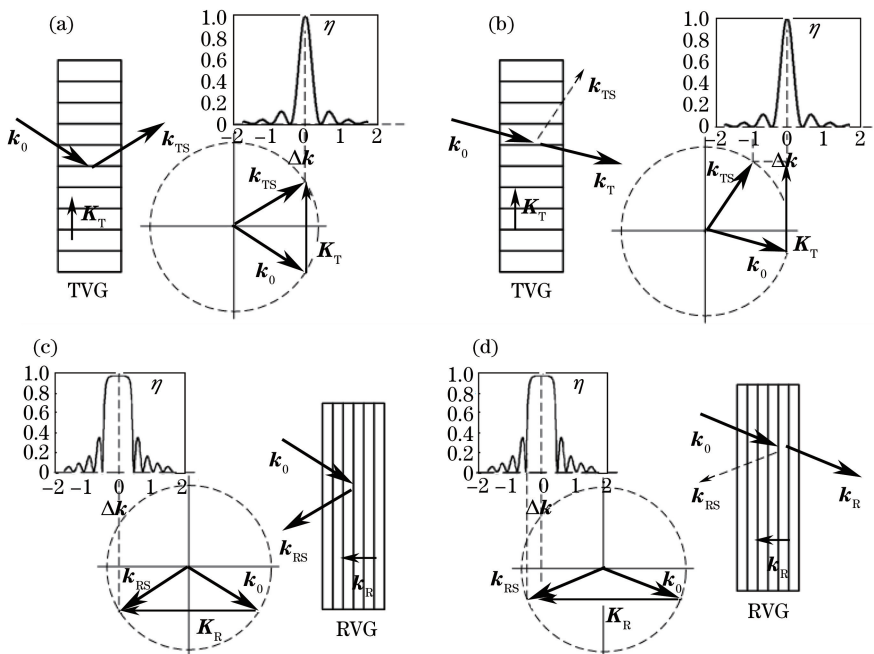 (a)
1.0
0.8
0.6
0.4
0.2
0
η
−2 −1 0 1 2
Δk
k0
kTS
KT
TVG
kTS
k0
KT
(b)
1.0
0.8
0.6
0.4
0.2
0
η
−2 −1 0 1 2
Δk
k0
kTS
kT
KT
TVG
kTS
k0
KT
(c)
1.0
0.8
0.6
0.4
0.2
0
η
−2 −1 0 1 2
Δk
kRS
k0
KR
k0
kRS
kR
RVG
(d)
1.0
0.8
0.6
0.4
0.2
0
η
−2 −1 0 1 2
Δk
kRS
k0
KR
k0
kRS
kR
kR
RVG